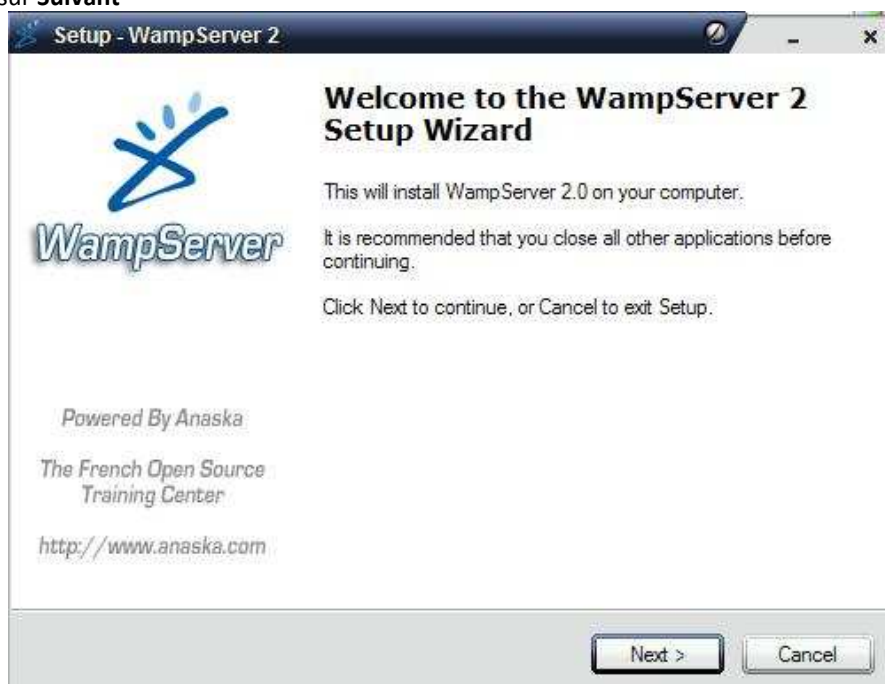 sur Suivant
Setup - WampServer 2
Welcome to the WampServer 2
Setup Wizard
This will install WampServer 2.0 on your computer.
It is recommended that you close all other applications before
continuing.
Click Next to continue, or Cancel to exit Setup.
WampServer
Powered By Anaska
The French Open Source
Training Center
http://www.anaska.com
Next >
Cancel